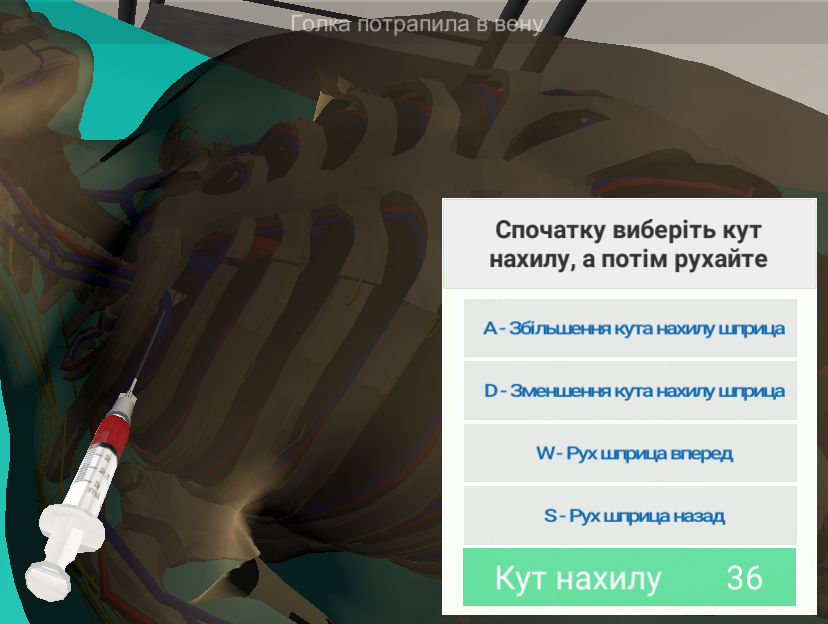 Голка потрапила в вену
Спочатку виберіть кут
нахилу, а потім рухайте
A - Збільшення кута нахилу шприца
D - Зменшення кута нахилу шприца
W - Рух шприца вперед
S - Рух шприца назад
Кут нахилу 36